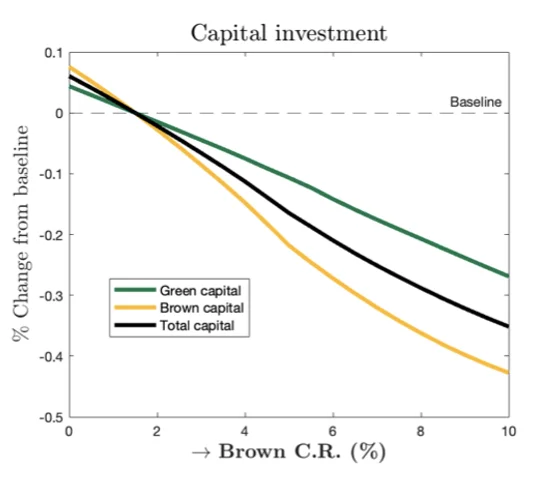 Capital investment
% Change from baseline
0.1
0
-0.1
-0.2
-0.3
-0.4
-0.5
Baseline
Green capital
Brown capital
Total capital
0 2 4 6 8 10
→ Brown C.R. (%)